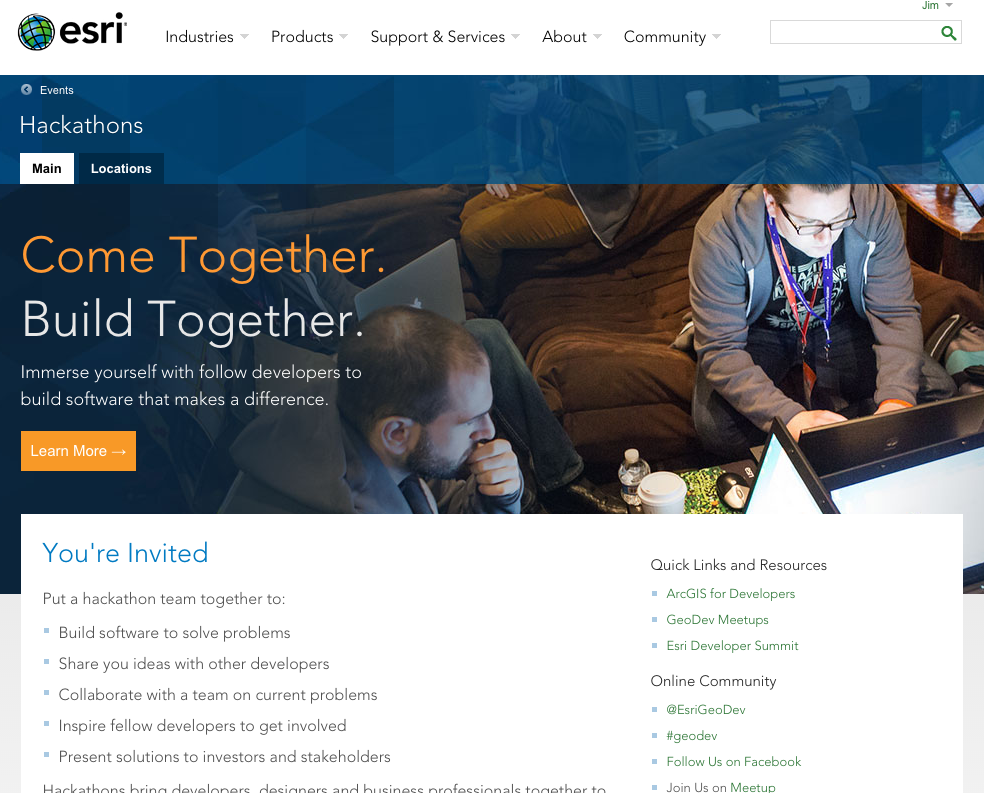 Jim
esri
Industries Products Support & Services About Community
Events
Hackathons
Main Locations
Come Together.
Build Together.
Immerse yourself with follow developers to
build software that makes a difference.
Learn More →
You're Invited
Put a hackathon team together to:
Build software to solve problems
Share you ideas with other developers
Collaborate with a team on current problems
Inspire fellow developers to get involved
Present solutions to investors and stakeholders
Hackathons bring developers, designers and business professionals together to
Quick Links and Resources
ArcGIS for Developers
GeoDev Meetups
Esri Developer Summit
Online Community
@EsriGeoDev
#geodev
Follow Us on Facebook
Join Us on Meetup